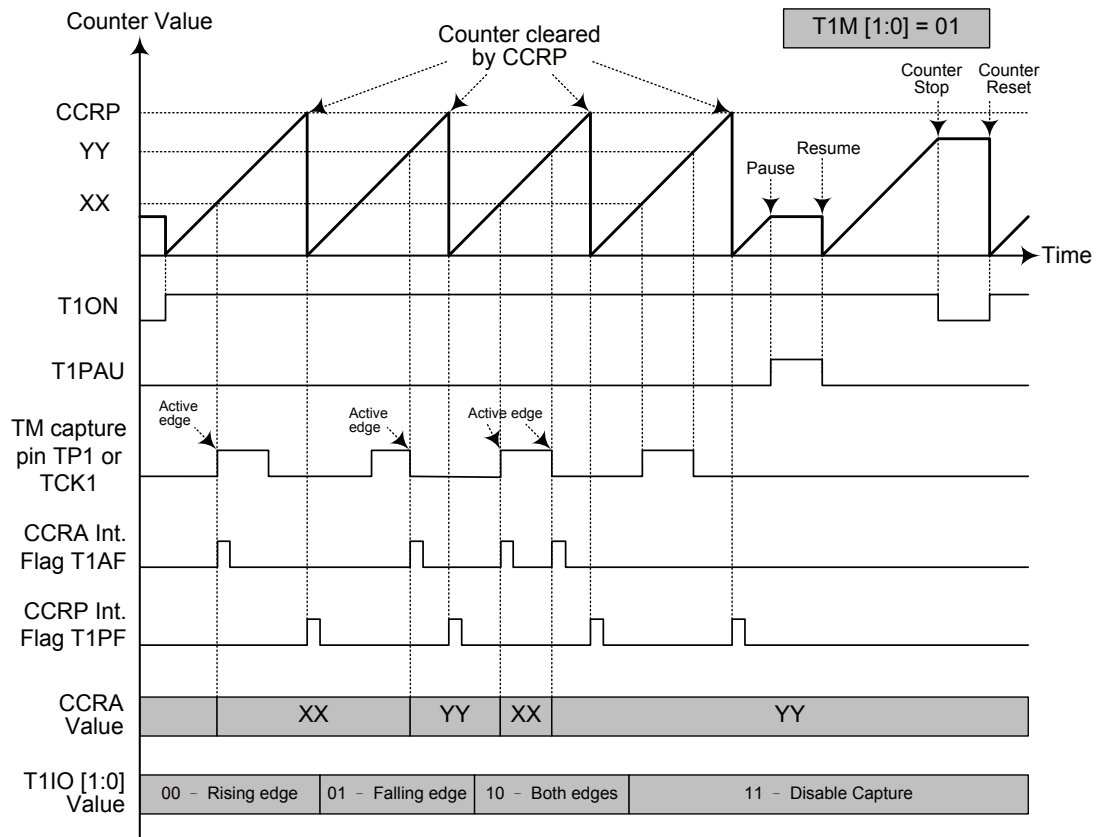 Counter Value
Counter cleared
by CCRP
T1M [1:0] = 01
Counter
Stop
Counter
Reset
CCRP
YY
XX
Pause
Resume
Time
T1ON
T1PAU
Active
edge
Active
edge
Active edge
TM capture
pin TP1 or
TCK1
CCRA Int.
Flag T1AF
CCRP Int.
Flag T1PF
CCRA
Value
XX
YY
XX
YY
T1IO [1:0]
Value
00 – Rising edge
01 – Falling edge
10 – Both edges
11 – Disable Capture